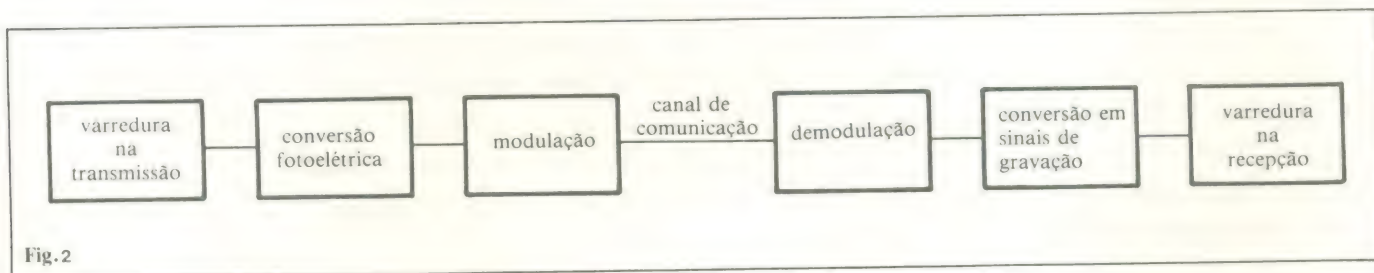 varredura
na
transmissão
conversão
fotoelétrica
modulação
canal de
comunicação
demodulação
conversão em
sinais de
gravação
varredura
na
recepção
Fig.2